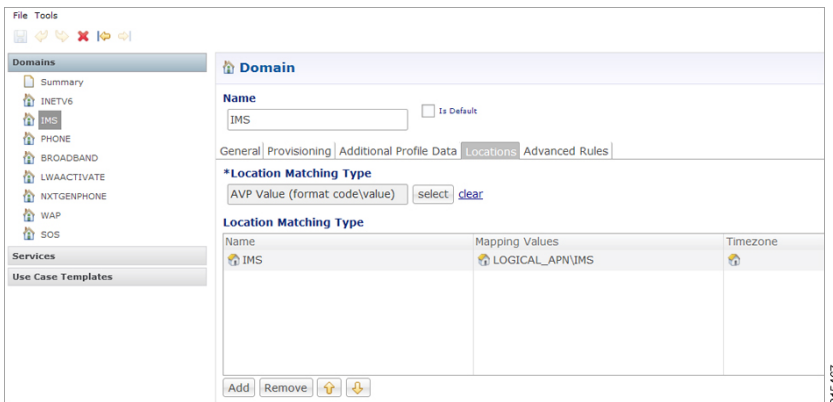 File Tools
Domains
Summary
INETV6
IMS
PHONE
BROADBAND
LWAACTIVATE
NXTGENPHONE
WAP
SOS
Services
Use Case Templates
Domain
Name
IMS
Is Default
General Provisioning Additional Profile Data Locations Advanced Rules
*Location Matching Type
AVP Value (format code\value) select clear
Location Matching Type
Name Mapping Values Timezone
IMS LOGICAL_APN\IMS
Add Remove